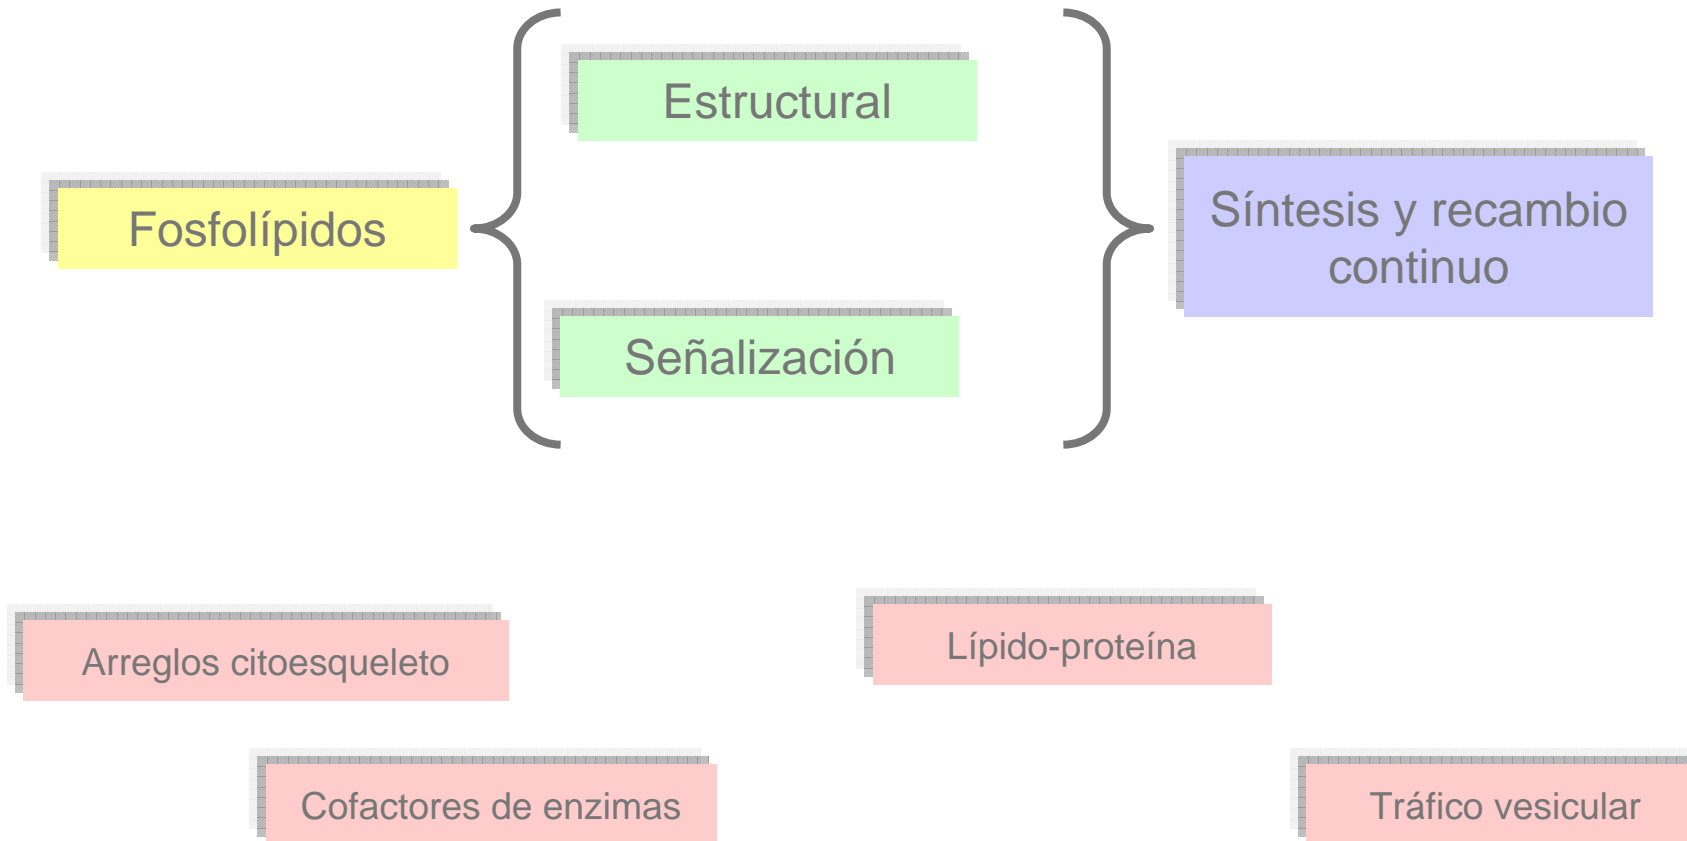 Estructural
Fosfolípidos
Síntesis y recambio
continuo
Señalización
Arreglos citoesqueleto
Lípido-proteína
Cofactores de enzimas
Tráfico vesicular